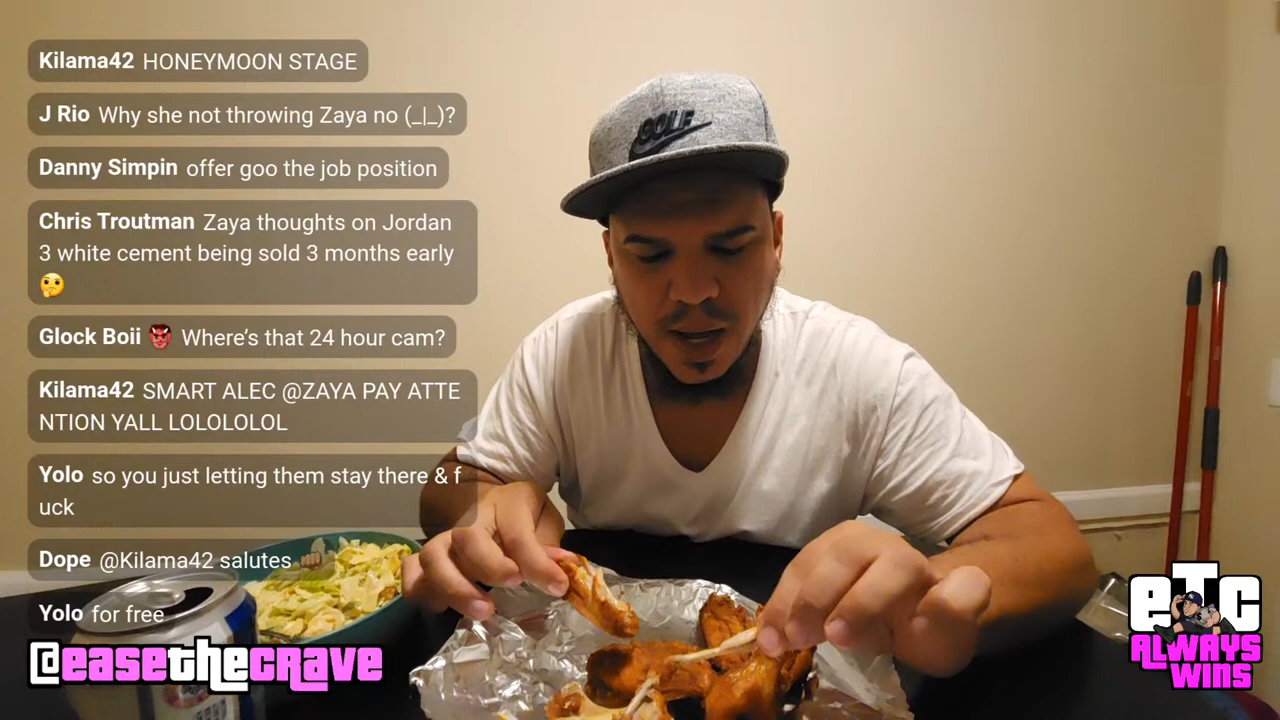 Kilama42 HONEYMOON STAGE
J Rio Why she not throwing Zaya no (_|_)?
Danny Simpin offer goo the job position
Chris Troutman Zaya thoughts on Jordan
3 white cement being sold 3 months early
🤔
Glock Boii 👹 Where's that 24 hour cam?
Kilama42 SMART ALEC @ZAYA PAY ATTE
NTION YALL LOLOLOLOL
Yolo so you just letting them stay there & f
uck
Dope @Kilama42 salutes 👊🏽
Yolo for free
@easethecrave
GOLF
eTC
ALWAYS
WINS